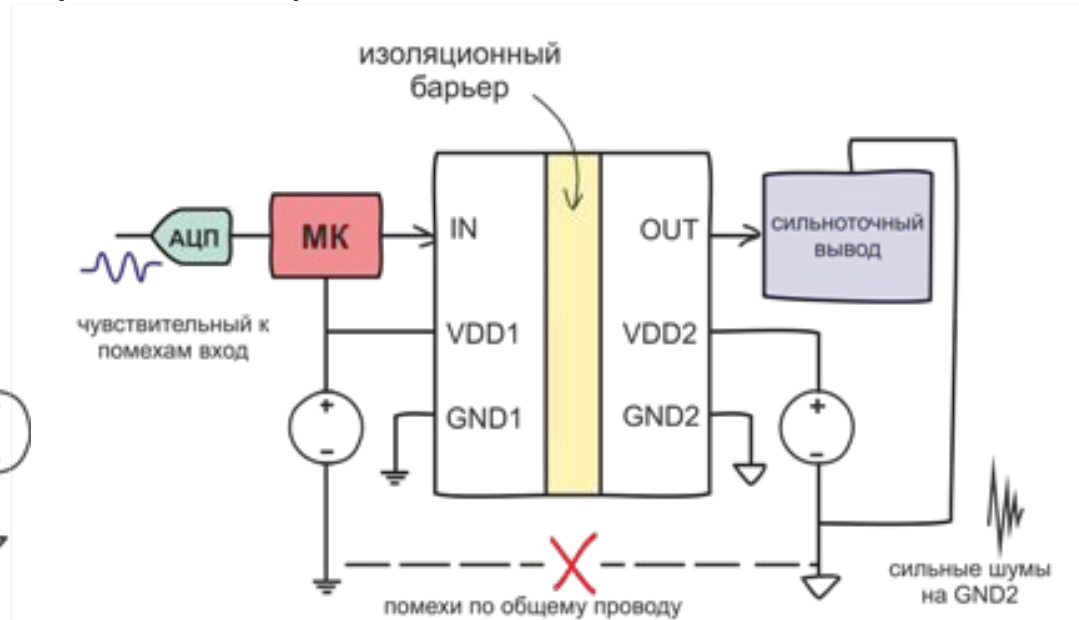 изоляционный
барьер
АЦП
МК
IN
OUT
сильноточный
вывод
чувствительный к
помехам вход
VDD1
VDD2
GND1
GND2
+
−
+
−
сильные шумы
на GND2
помехи по общему проводу